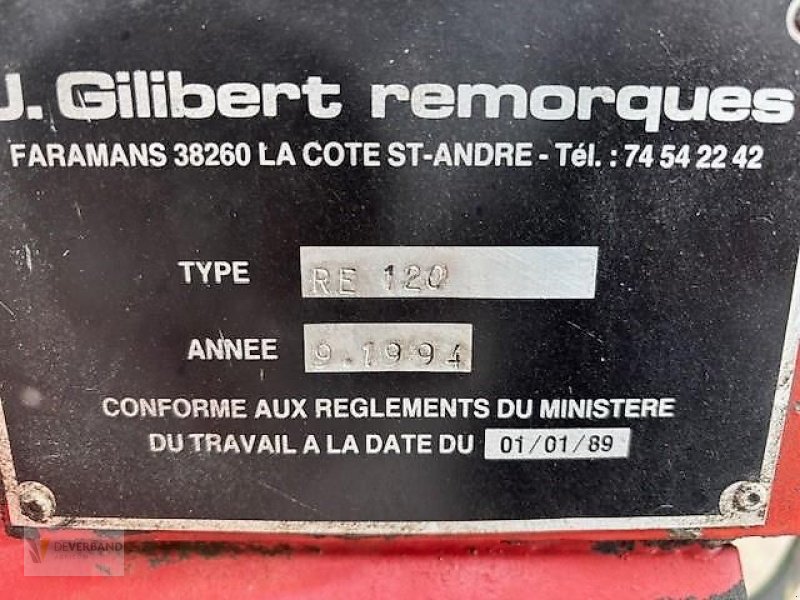 J. Gilibert remorques
FARAMANS 38260 LA COTE ST-ANDRE - Tél. : 74 54 22 42
TYPE RE 120
ANNEE 9.1994
CONFORME AUX REGLEMENTS DU MINISTERE
DU TRAVAIL A LA DATE DU 01/01/89
DEVERBAND